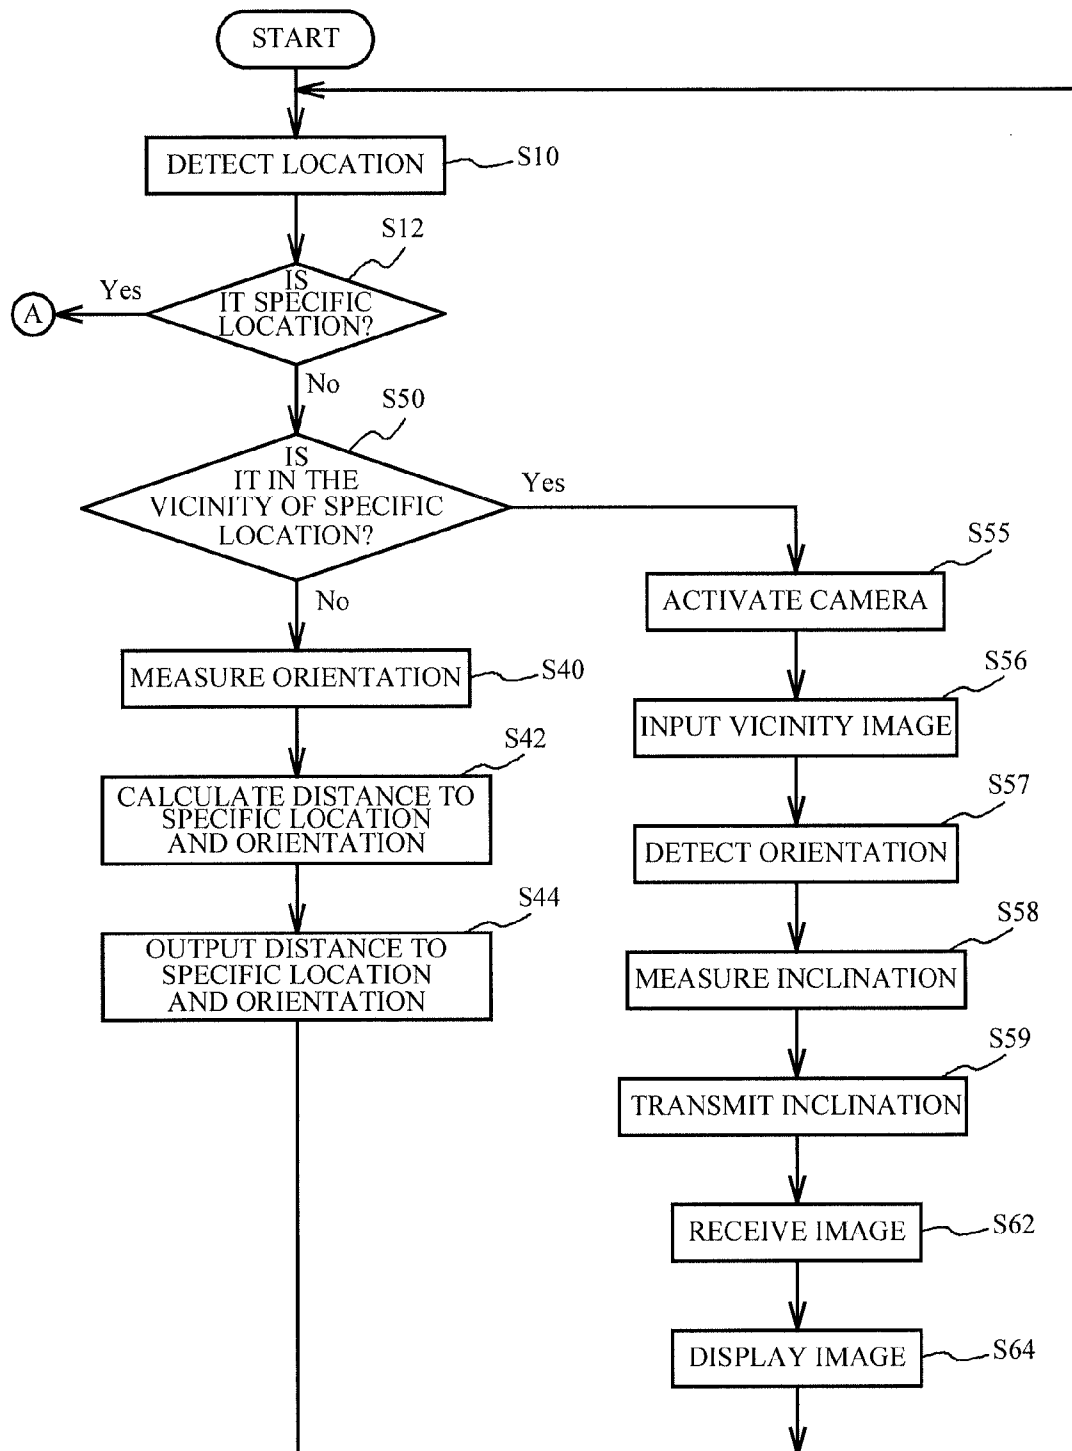 START
DETECT LOCATION
S10
S12
IS
IT SPECIFIC
LOCATION?
Yes
A
No
S50
IS
IT IN THE
VICINITY OF SPECIFIC
LOCATION?
Yes
No
MEASURE ORIENTATION
S40
S42
CALCULATE DISTANCE TO
SPECIFIC LOCATION
AND ORIENTATION
S44
OUTPUT DISTANCE TO
SPECIFIC LOCATION
AND ORIENTATION
S55
ACTIVATE CAMERA
S56
INPUT VICINITY IMAGE
S57
DETECT ORIENTATION
S58
MEASURE INCLINATION
S59
TRANSMIT INCLINATION
RECEIVE IMAGE
S62
DISPLAY IMAGE
S64